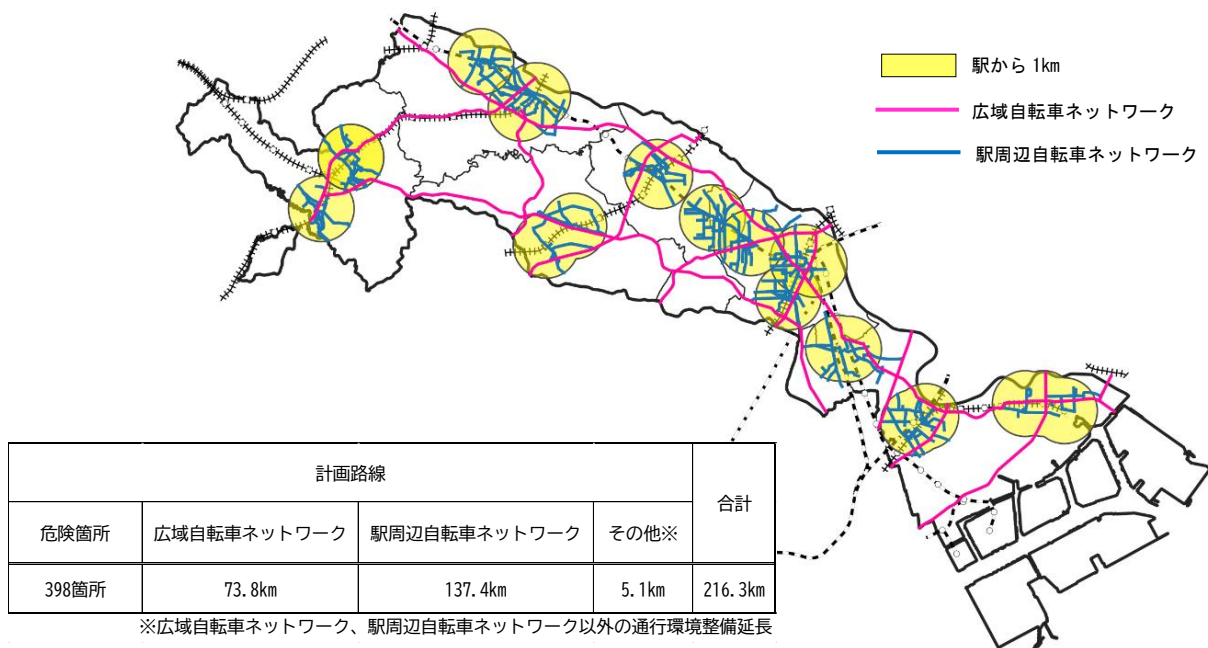 駅から1km
広域自転車ネットワーク
駅周辺自転車ネットワーク
計画路線
合計
危険箇所 広域自転車ネットワーク 駅周辺自転車ネットワーク その他※
398箇所 73.8km 137.4km 5.1km 216.3km
※広域自転車ネットワーク、駅周辺自転車ネットワーク以外の通行環境整備延長